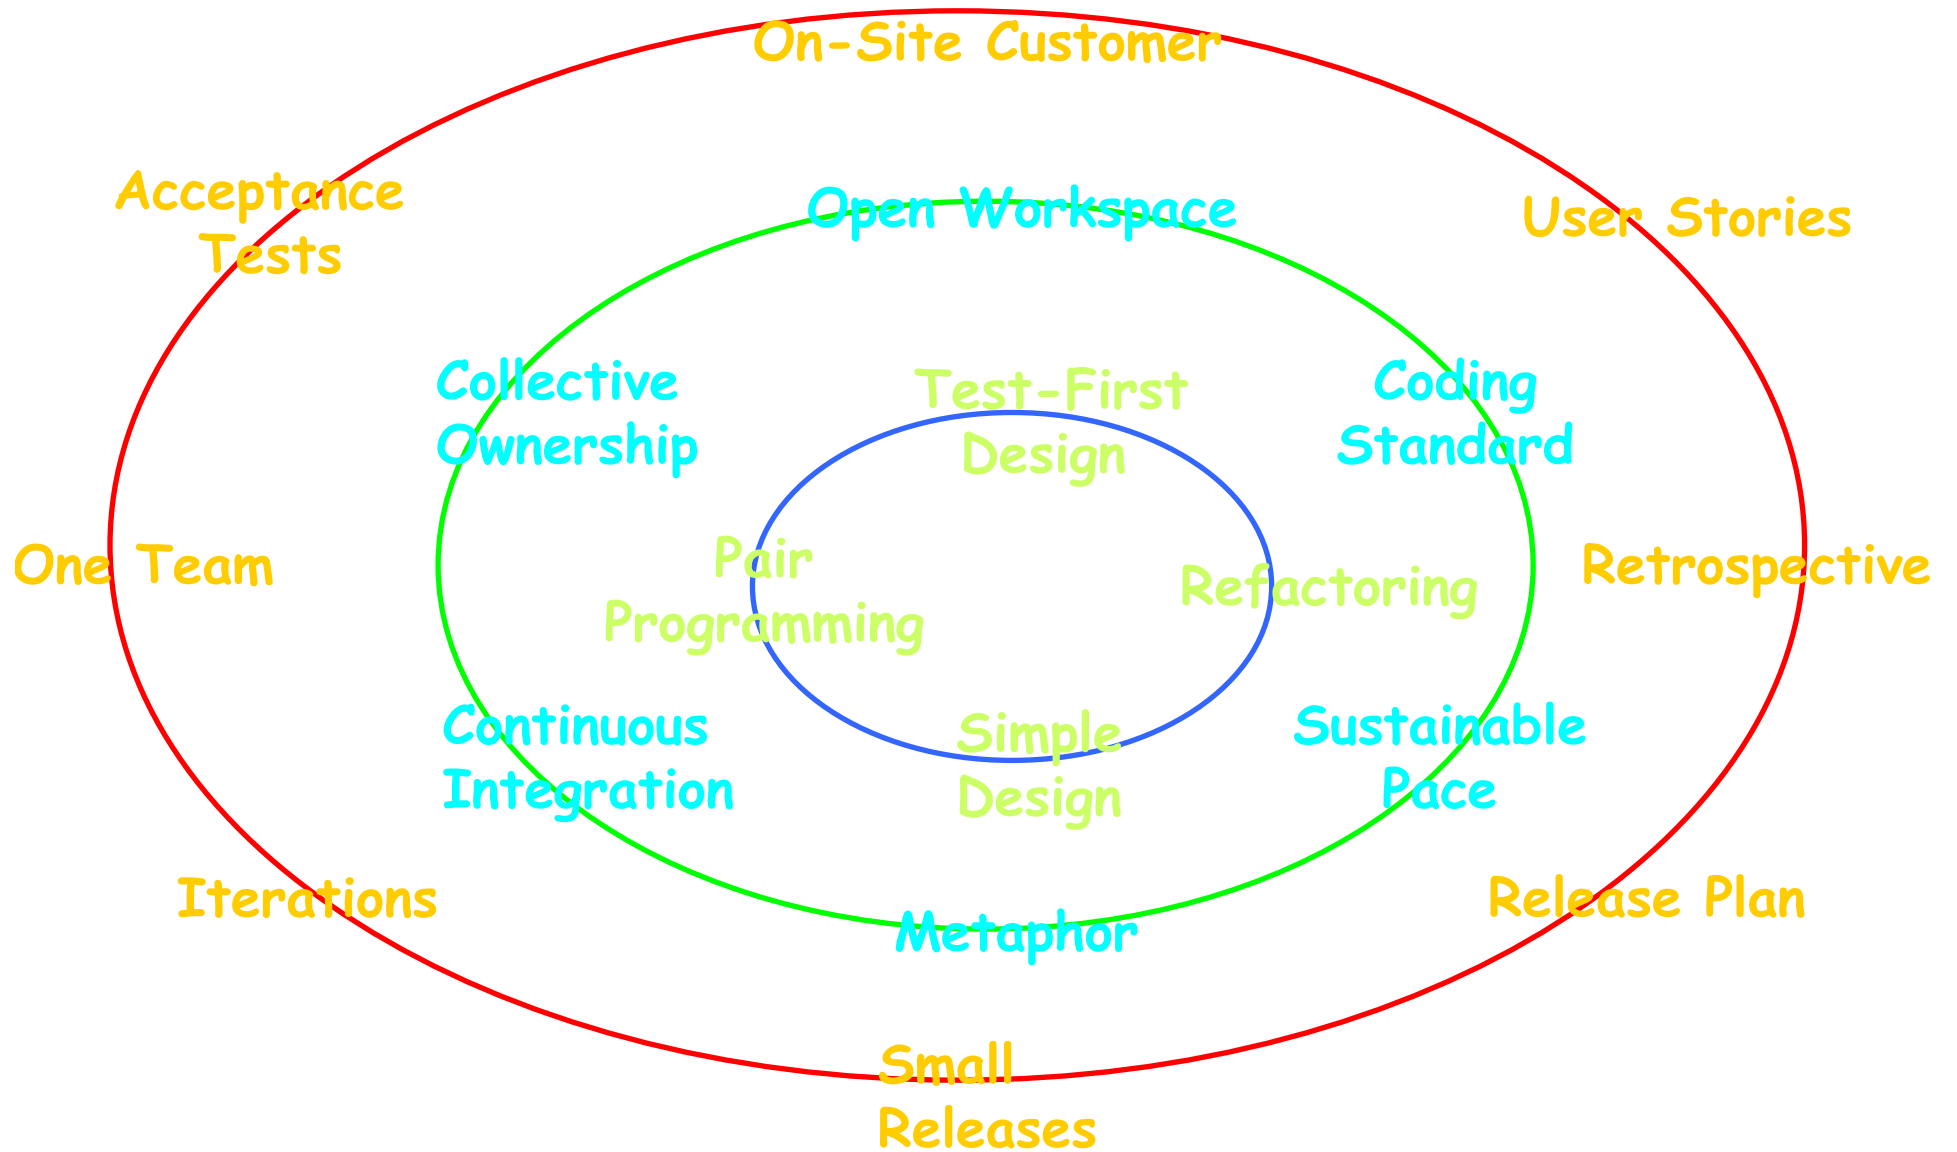 On-Site Customer
Acceptance
Tests
Open Workspace
User Stories
Collective
Ownership
Test-First
Design
Coding
Standard
One Team
Pair
Programming
Refactoring
Retrospective
Continuous
Integration
Simple
Design
Sustainable
Pace
Iterations
Metaphor
Release Plan
Small
Releases